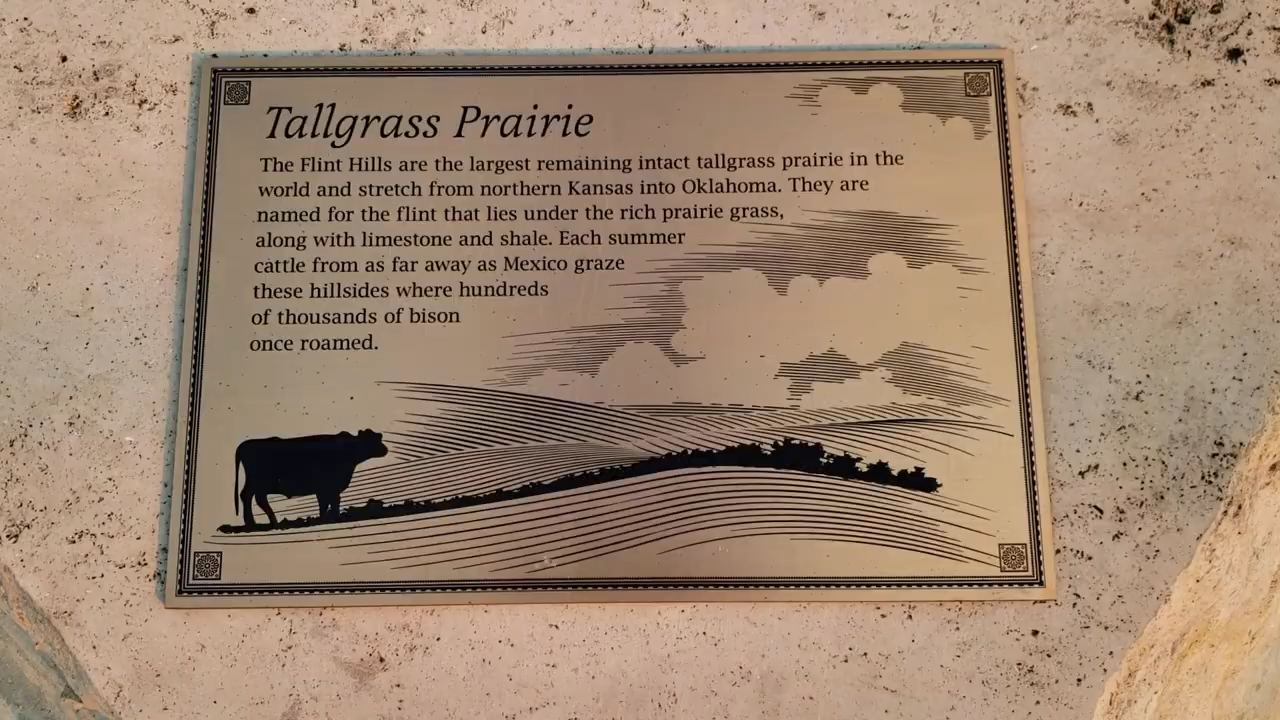 Tallgrass Prairie
The Flint Hills are the largest remaining intact tallgrass prairie in the
world and stretch from northern Kansas into Oklahoma. They are
named for the flint that lies under the rich prairie grass,
along with limestone and shale. Each summer
cattle from as far away as Mexico graze
these hillsides where hundreds
of thousands of bison
once roamed.